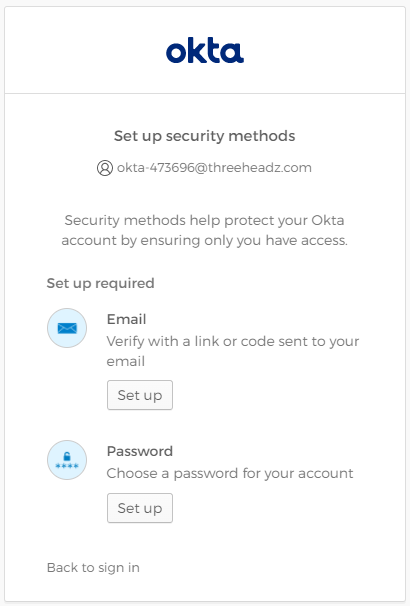 okta
Set up security methods
okta-473696@threeheadz.com
Security methods help protect your Okta
account by ensuring only you have access.
Set up required
Email
Verify with a link or code sent to your
email
Set up
****
Password
Choose a password for your account
Set up
Back to sign in